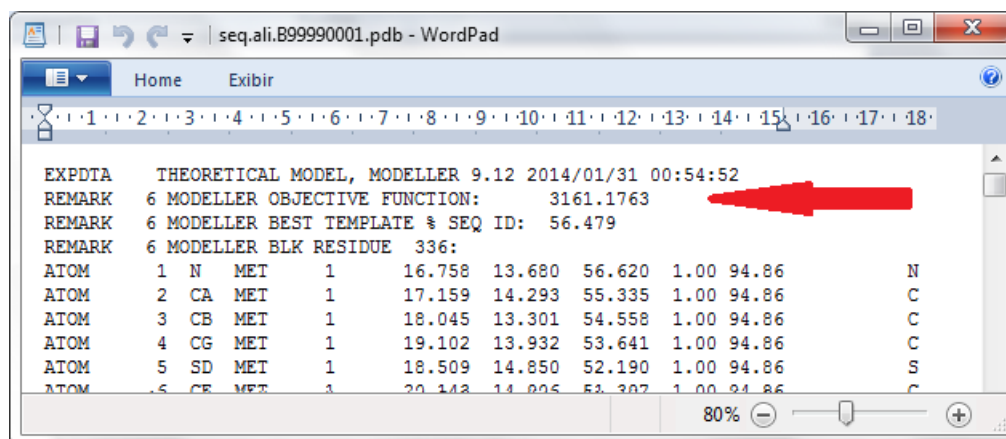 seq.ali.B99990001.pdb - WordPad
Home Exibir
1 2 3 4 5 6 7 8 9 10 11 12 13 14 15 16 17 18
EXPDTA THEORETICAL MODEL, MODELLER 9.12 2014/01/31 00:54:52
REMARK 6 MODELLER OBJECTIVE FUNCTION: 3161.1763
REMARK 6 MODELLER BEST TEMPLATE % SEQ ID: 56.479
REMARK 6 MODELLER BLK RESIDUE 336:
ATOM 1 N MET 1 16.758 13.680 56.620 1.00 94.86 N
ATOM 2 CA MET 1 17.159 14.293 55.335 1.00 94.86 C
ATOM 3 CB MET 1 18.045 13.301 54.558 1.00 94.86 C
ATOM 4 CG MET 1 19.102 13.932 53.641 1.00 94.86 C
ATOM 5 SD MET 1 18.509 14.850 52.190 1.00 94.86 S
ATOM CE MET 1.00 94.86 C
80%